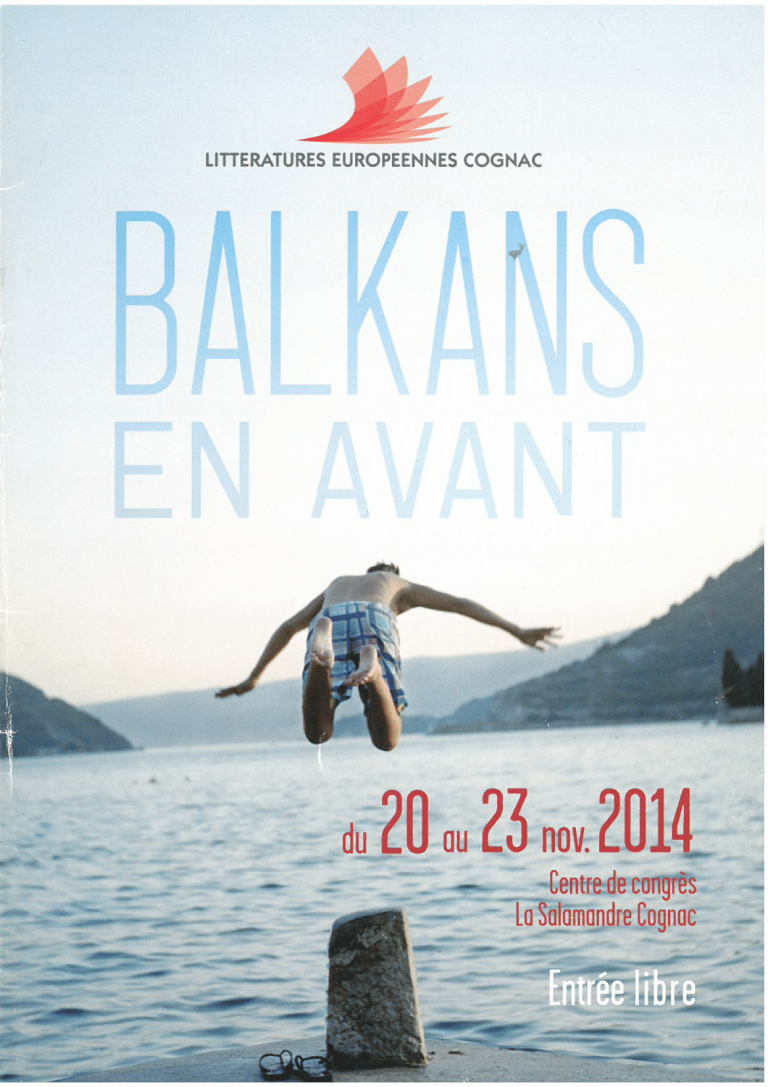 LITTERATURES EUROPEENNES COGNAC
BALKANS
EN AVANT
du 20 au 23 nov. 2014
Centre de congrès
La Salamandre Cognac
Entrée libre